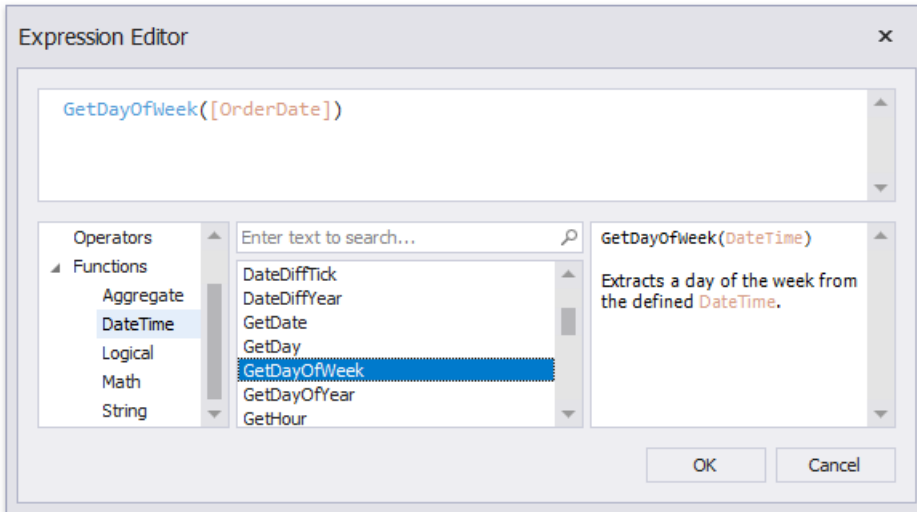 Expression Editor
GetDayOfWeek([OrderDate])
Operators
Functions
Aggregate
DateTime
Logical
Math
String
Enter text to search...
DateDiffTick
DateDiffYear
GetDate
GetDay
GetDayOfWeek
GetDayOfYear
GetHour
GetDayOfWeek(DateTime)
Extracts a day of the week from
the defined DateTime.
OK
Cancel